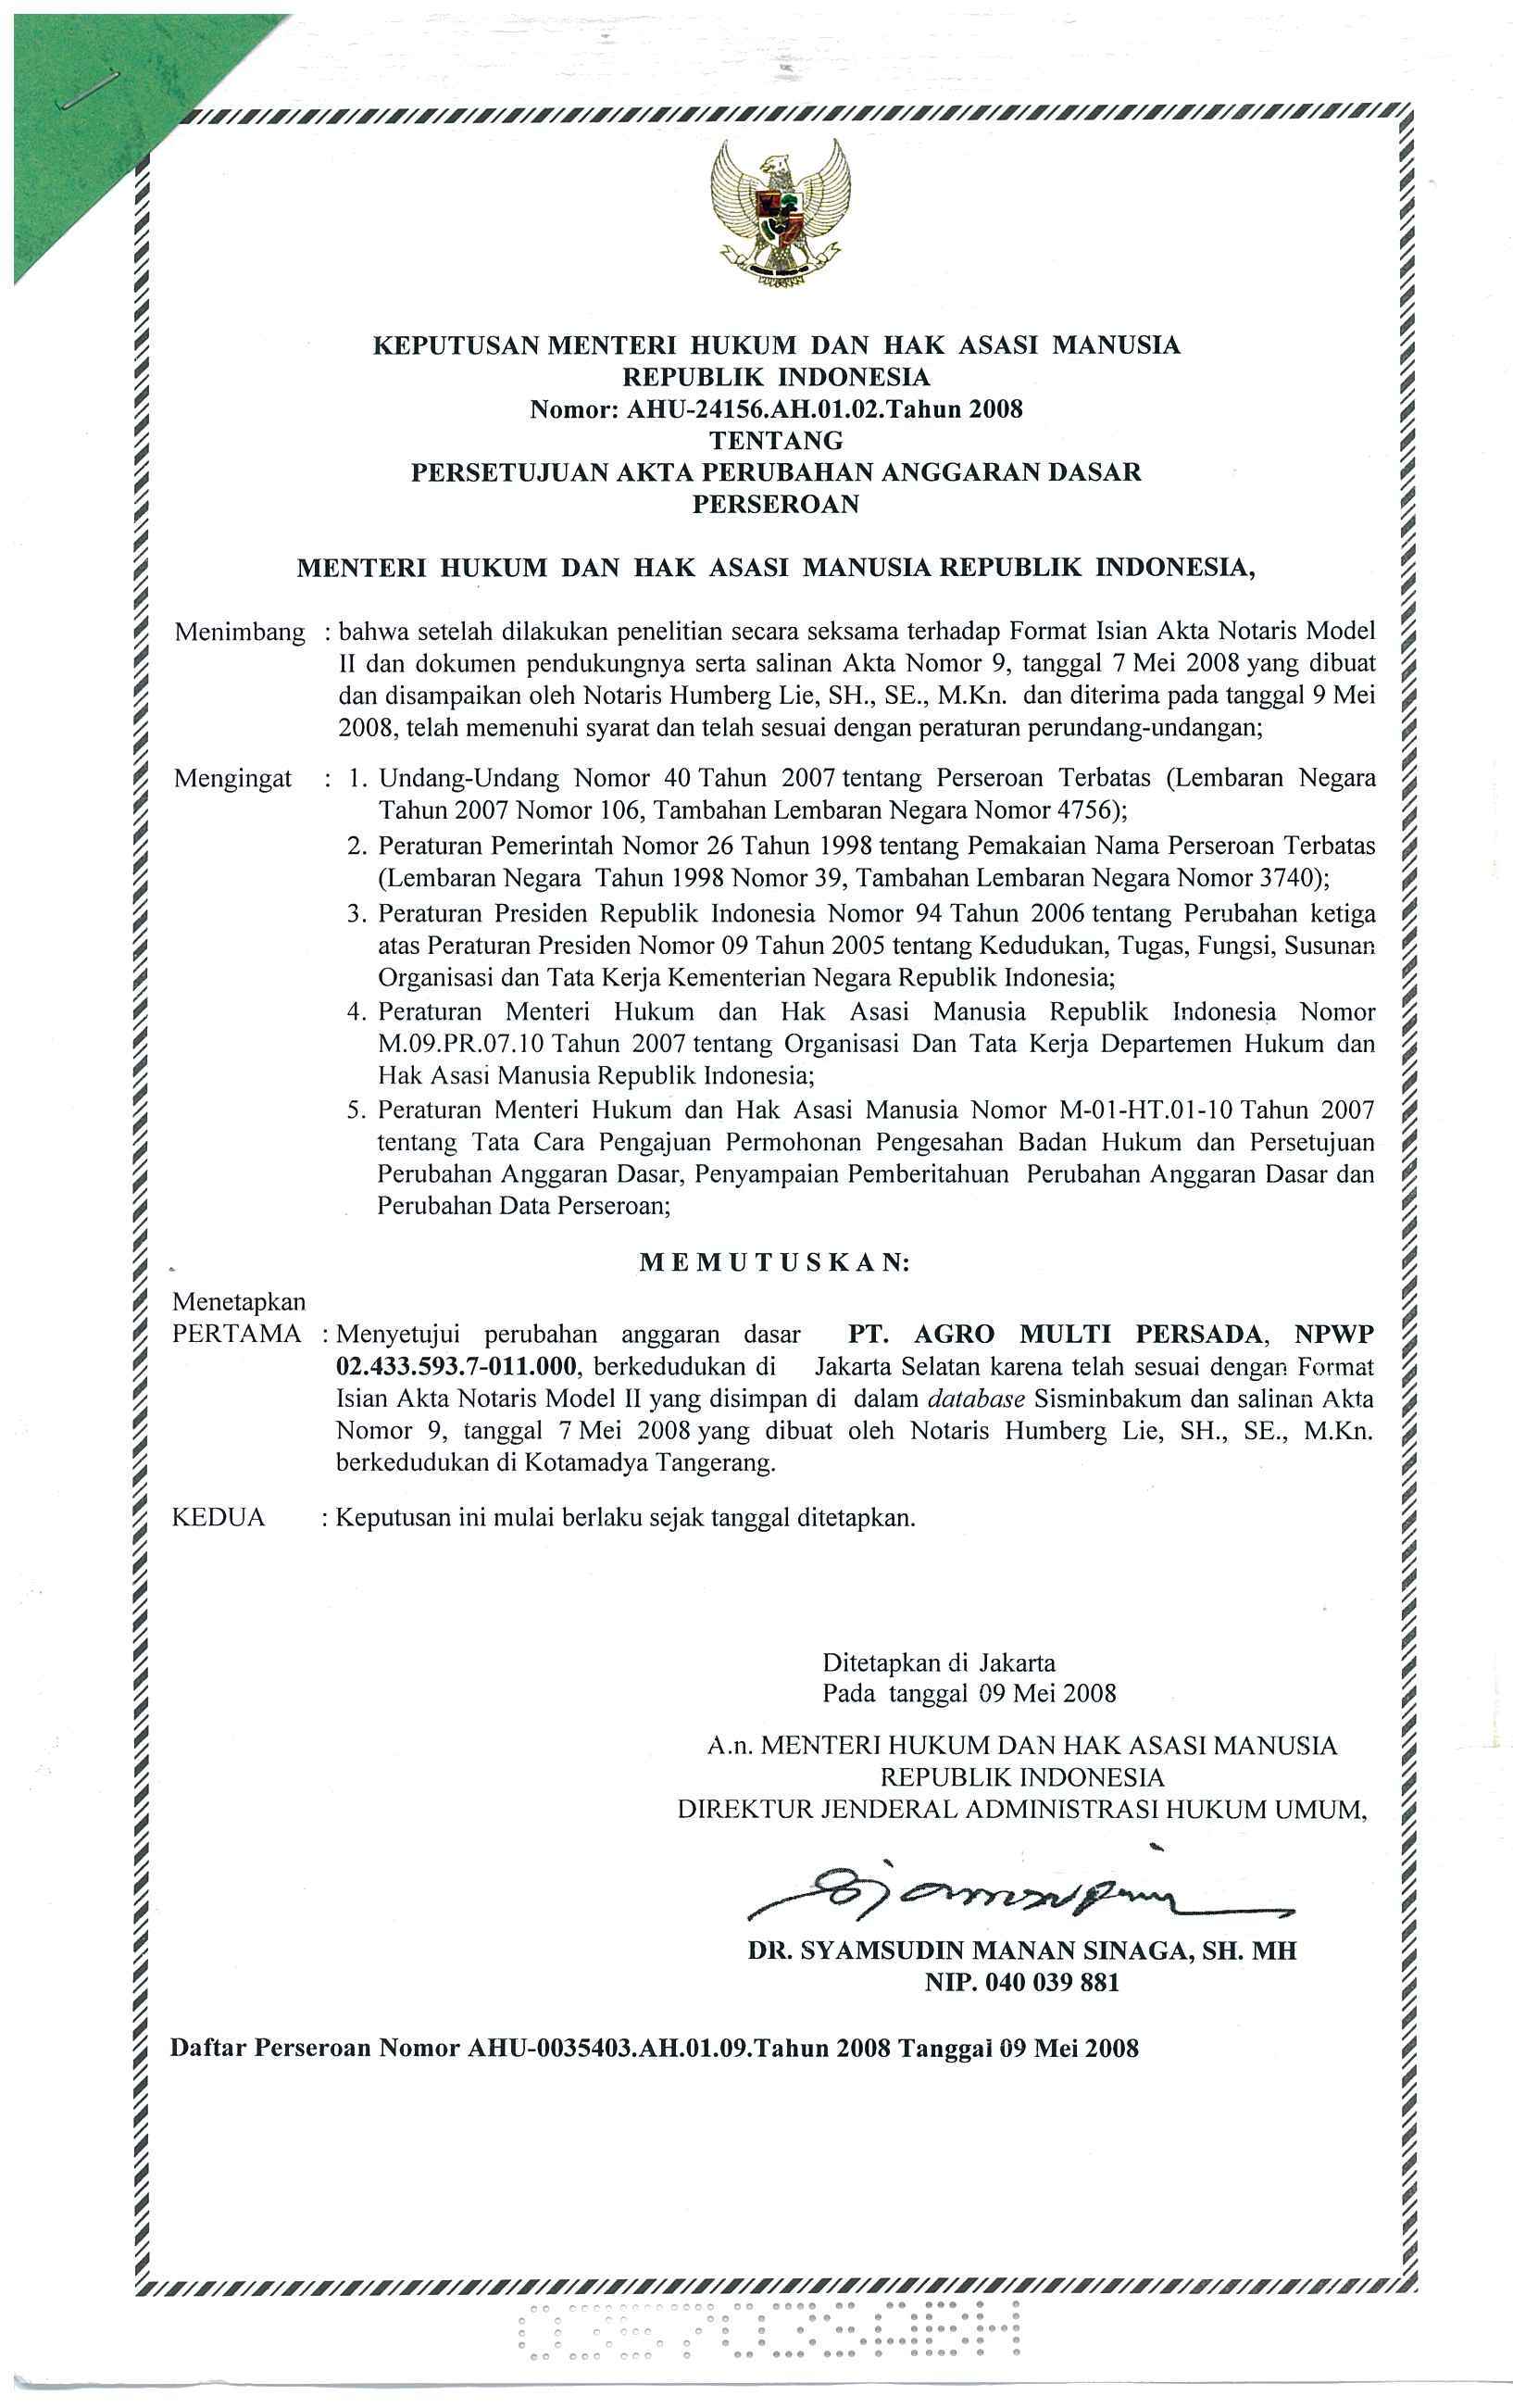 KEPUTUSAN MENTERI HUKUM DAN HAK ASASI MANUSIA
REPUBLIK INDONESIA
Nomor: AHU-24156.AH.01.02.Tahun 2008
TENTANG
PERSETUJUAN AKTA PERUBAHAN ANGGARAN DASAR
PERSEROAN
MENTERI HUKUM DAN HAK ASASI MANUSIA REPUBLIK INDONESIA,
Menimbang : bahwa setelah dilakukan penelitian secara seksama terhadap Format Isian Akta Notaris Model
II dan dokumen pendukungnya serta salinan Akta Nomor 9, tanggal 7 Mei 2008 yang dibuat
dan disampaikan oleh Notaris Humberg Lie, SH., SE., M.Kn. dan diterima pada tanggal 9 Mei
2008, telah memenuhi syarat dan telah sesuai dengan peraturan perundang-undangan;
Mengingat : 1. Undang-Undang Nomor 40 Tahun 2007 tentang Perseroan Terbatas (Lembaran Negara
Tahun 2007 Nomor 106, Tambahan Lembaran Negara Nomor 4756);
2. Peraturan Pemerintah Nomor 26 Tahun 1998 tentang Pemakaian Nama Perseroan Terbatas
(Lembaran Negara Tahun 1998 Nomor 39, Tambahan Lembaran Negara Nomor 3740);
3. Peraturan Presiden Republik Indonesia Nomor 94 Tahun 2006 tentang Perubahan ketiga
atas Peraturan Presiden Nomor 09 Tahun 2005 tentang Kedudukan, Tugas, Fungsi, Susunan
Organisasi dan Tata Kerja Kementerian Negara Republik Indonesia;
4. Peraturan Menteri Hukum dan Hak Asasi Manusia Republik Indonesia Nomor
M.09.PR.07.10 Tahun 2007 tentang Organisasi Dan Tata Kerja Departemen Hukum dan
Hak Asasi Manusia Republik Indonesia;
5. Peraturan Menteri Hukum dan Hak Asasi Manusia Nomor M-01-HT.01-10 Tahun 2007
tentang Tata Cara Pengajuan Permohonan Pengesahan Badan Hukum dan Persetujuan
Perubahan Anggaran Dasar, Penyampaian Pemberitahuan Perubahan Anggaran Dasar dan
Perubahan Data Perseroan;
M E M U T U S K A N:
Menetapkan
PERTAMA : Menyetujui perubahan anggaran dasar PT. AGRO MULTI PERSADA, NPWP
02.433.593.7-011.000, berkedudukan di Jakarta Selatan karena telah sesuai dengan Format
Isian Akta Notaris Model II yang disimpan di dalam database Sisminbakum dan salinan Akta
Nomor 9, tanggal 7 Mei 2008 yang dibuat oleh Notaris Humberg Lie, SH., SE., M.Kn.
berkedudukan di Kotamadya Tangerang.
KEDUA : Keputusan ini mulai berlaku sejak tanggal ditetapkan.
Ditetapkan di Jakarta
Pada tanggal 09 Mei 2008
A.n. MENTERI HUKUM DAN HAK ASASI MANUSIA
REPUBLIK INDONESIA
DIREKTUR JENDERAL ADMINISTRASI HUKUM UMUM,
DR. SYAMSUDIN MANAN SINAGA, SH. MH
NIP. 040 039 881
Daftar Perseroan Nomor AHU-0035403.AH.01.09.Tahun 2008 Tanggal 09 Mei 2008